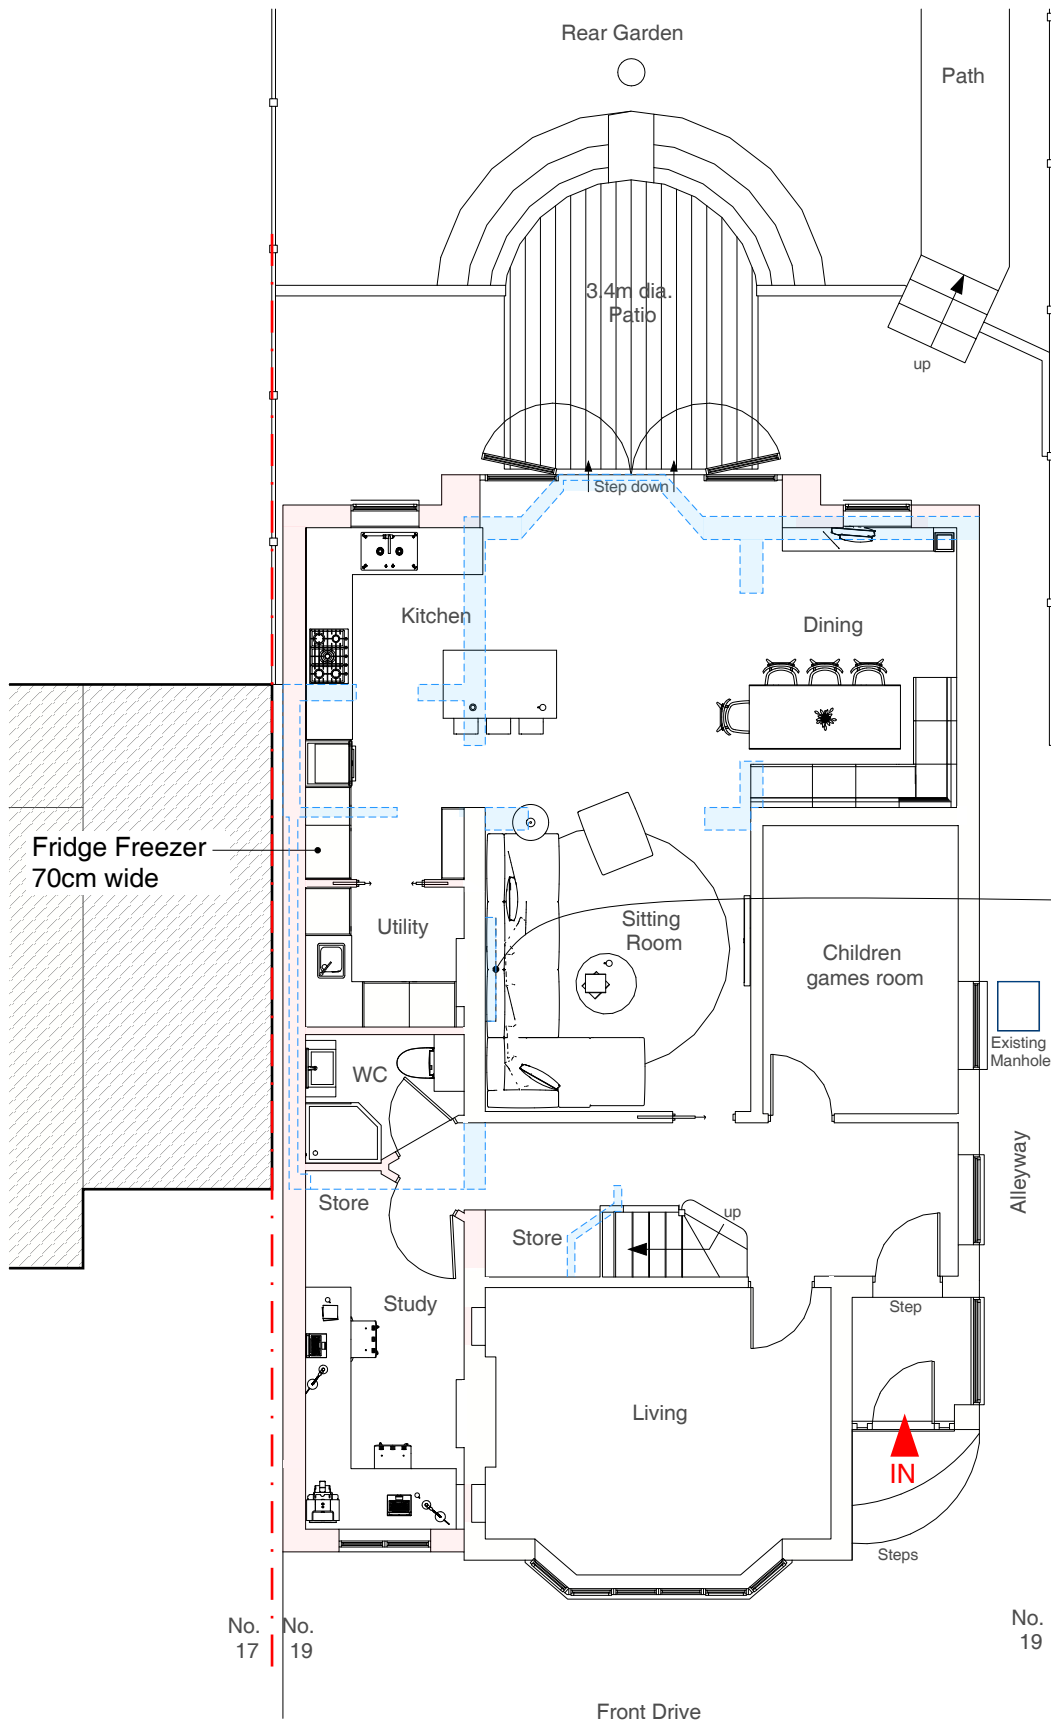 Rear Garden
Path
3.4m dia.
Patio
up
Step down
Kitchen
Dining
Fridge Freezer
70cm wide
Utility
Sitting
Room
Children
games room
Existing
Manhole
WC
Alleyway
Store
Store
up
Study
Step
Living
IN
Steps
No.
17
No.
19
No.
19
Front Drive